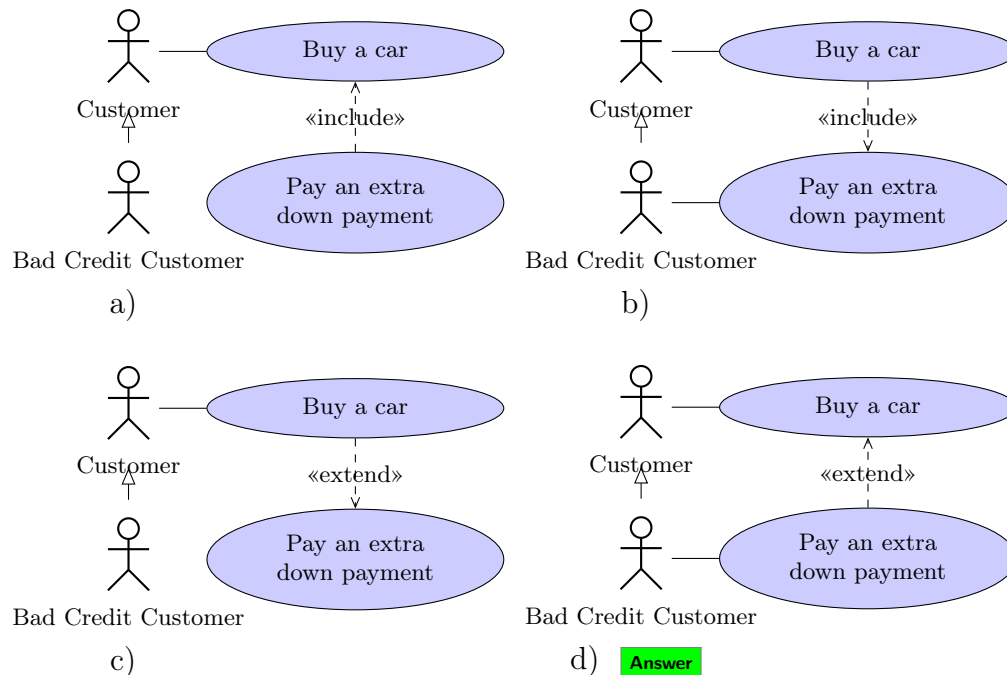 Buy a car
Customer
«include»
Pay an extra
down payment
Bad Credit Customer
a)
Buy a car
Customer
«include»
Pay an extra
down payment
Bad Credit Customer
b)
Buy a car
Customer
«extend»
Pay an extra
down payment
Bad Credit Customer
c)
Buy a car
Customer
«extend»
Pay an extra
down payment
Bad Credit Customer
d) Answer